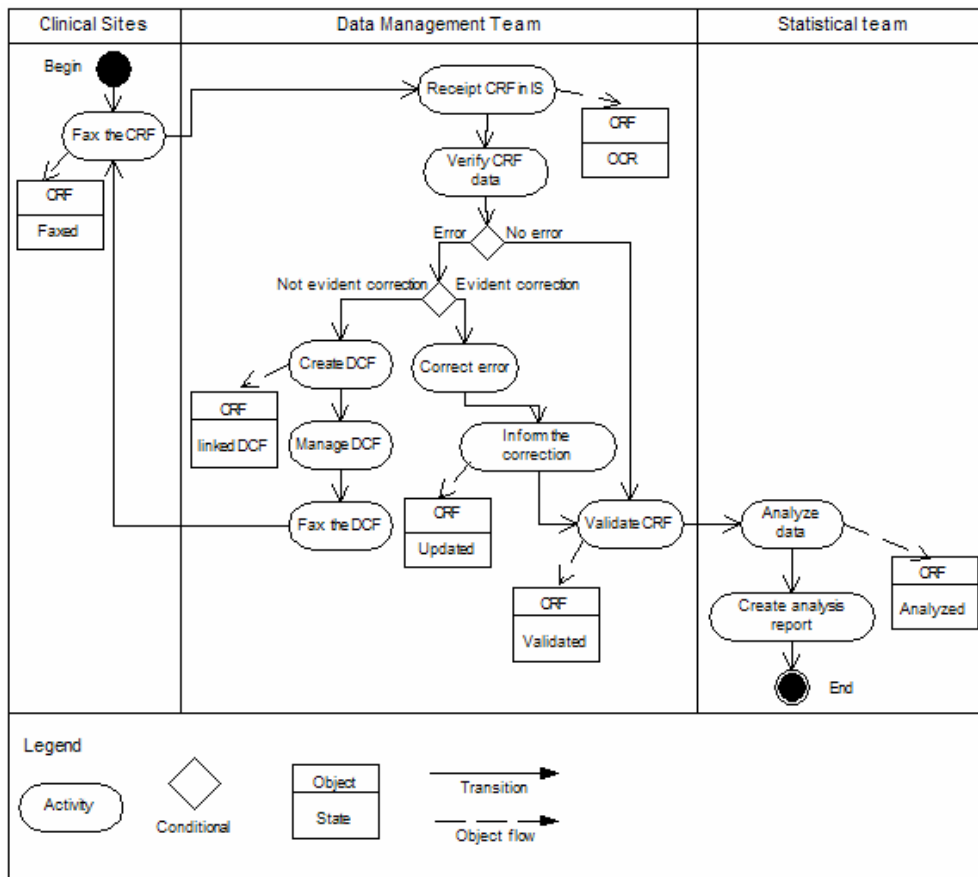 Clinical Sites
Data Management Team
Statistical team
Begin
Fax the CRF
CRF
Faxed
Receipt CRF in IS
CRF
OCR
Verify CRF
data
Error
No error
Not evident correction
Evident correction
Create DCF
CRF
linked DCF
Manage DCF
Fax the DCF
Correct error
Inform the
correction
CRF
Updated
Validate CRF
CRF
Validated
Analyze
data
CRF
Analyzed
Create analysis
report
End
Legend
Activity
Conditional
Object
State
Transition
Object flow